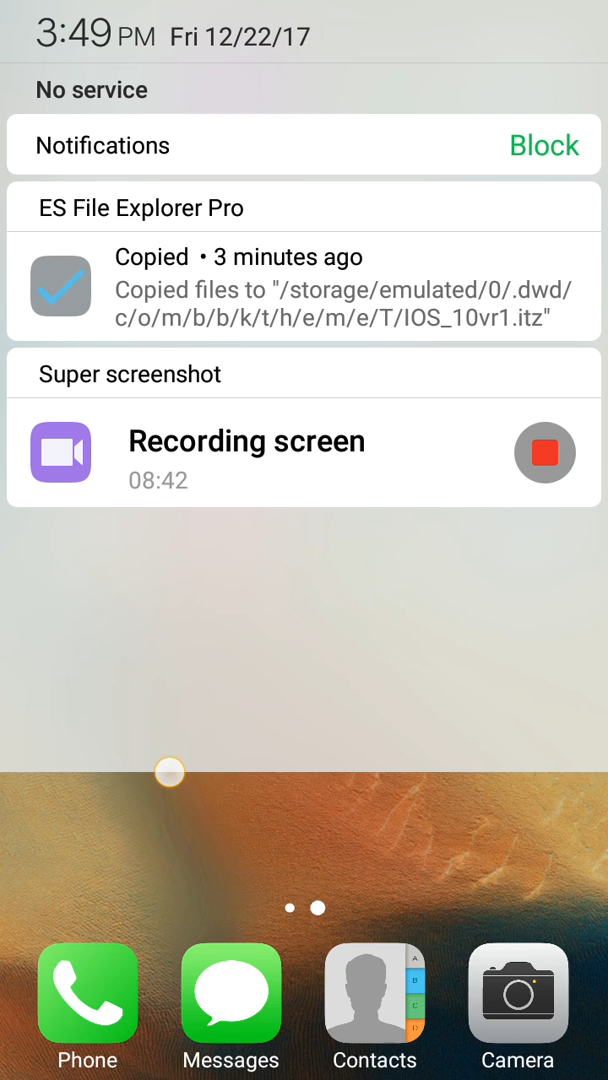 3:49 PM Fri 12/22/17
No service
Notifications Block
ES File Explorer Pro
Copied • 3 minutes ago
Copied files to "/storage/emulated/0/.dwd/
c/o/m/b/b/k/t/h/e/m/e/T/IOS_10vr1.itz"
Super screenshot
Recording screen
08:42
A
B
C
D
Phone Messages Contacts Camera